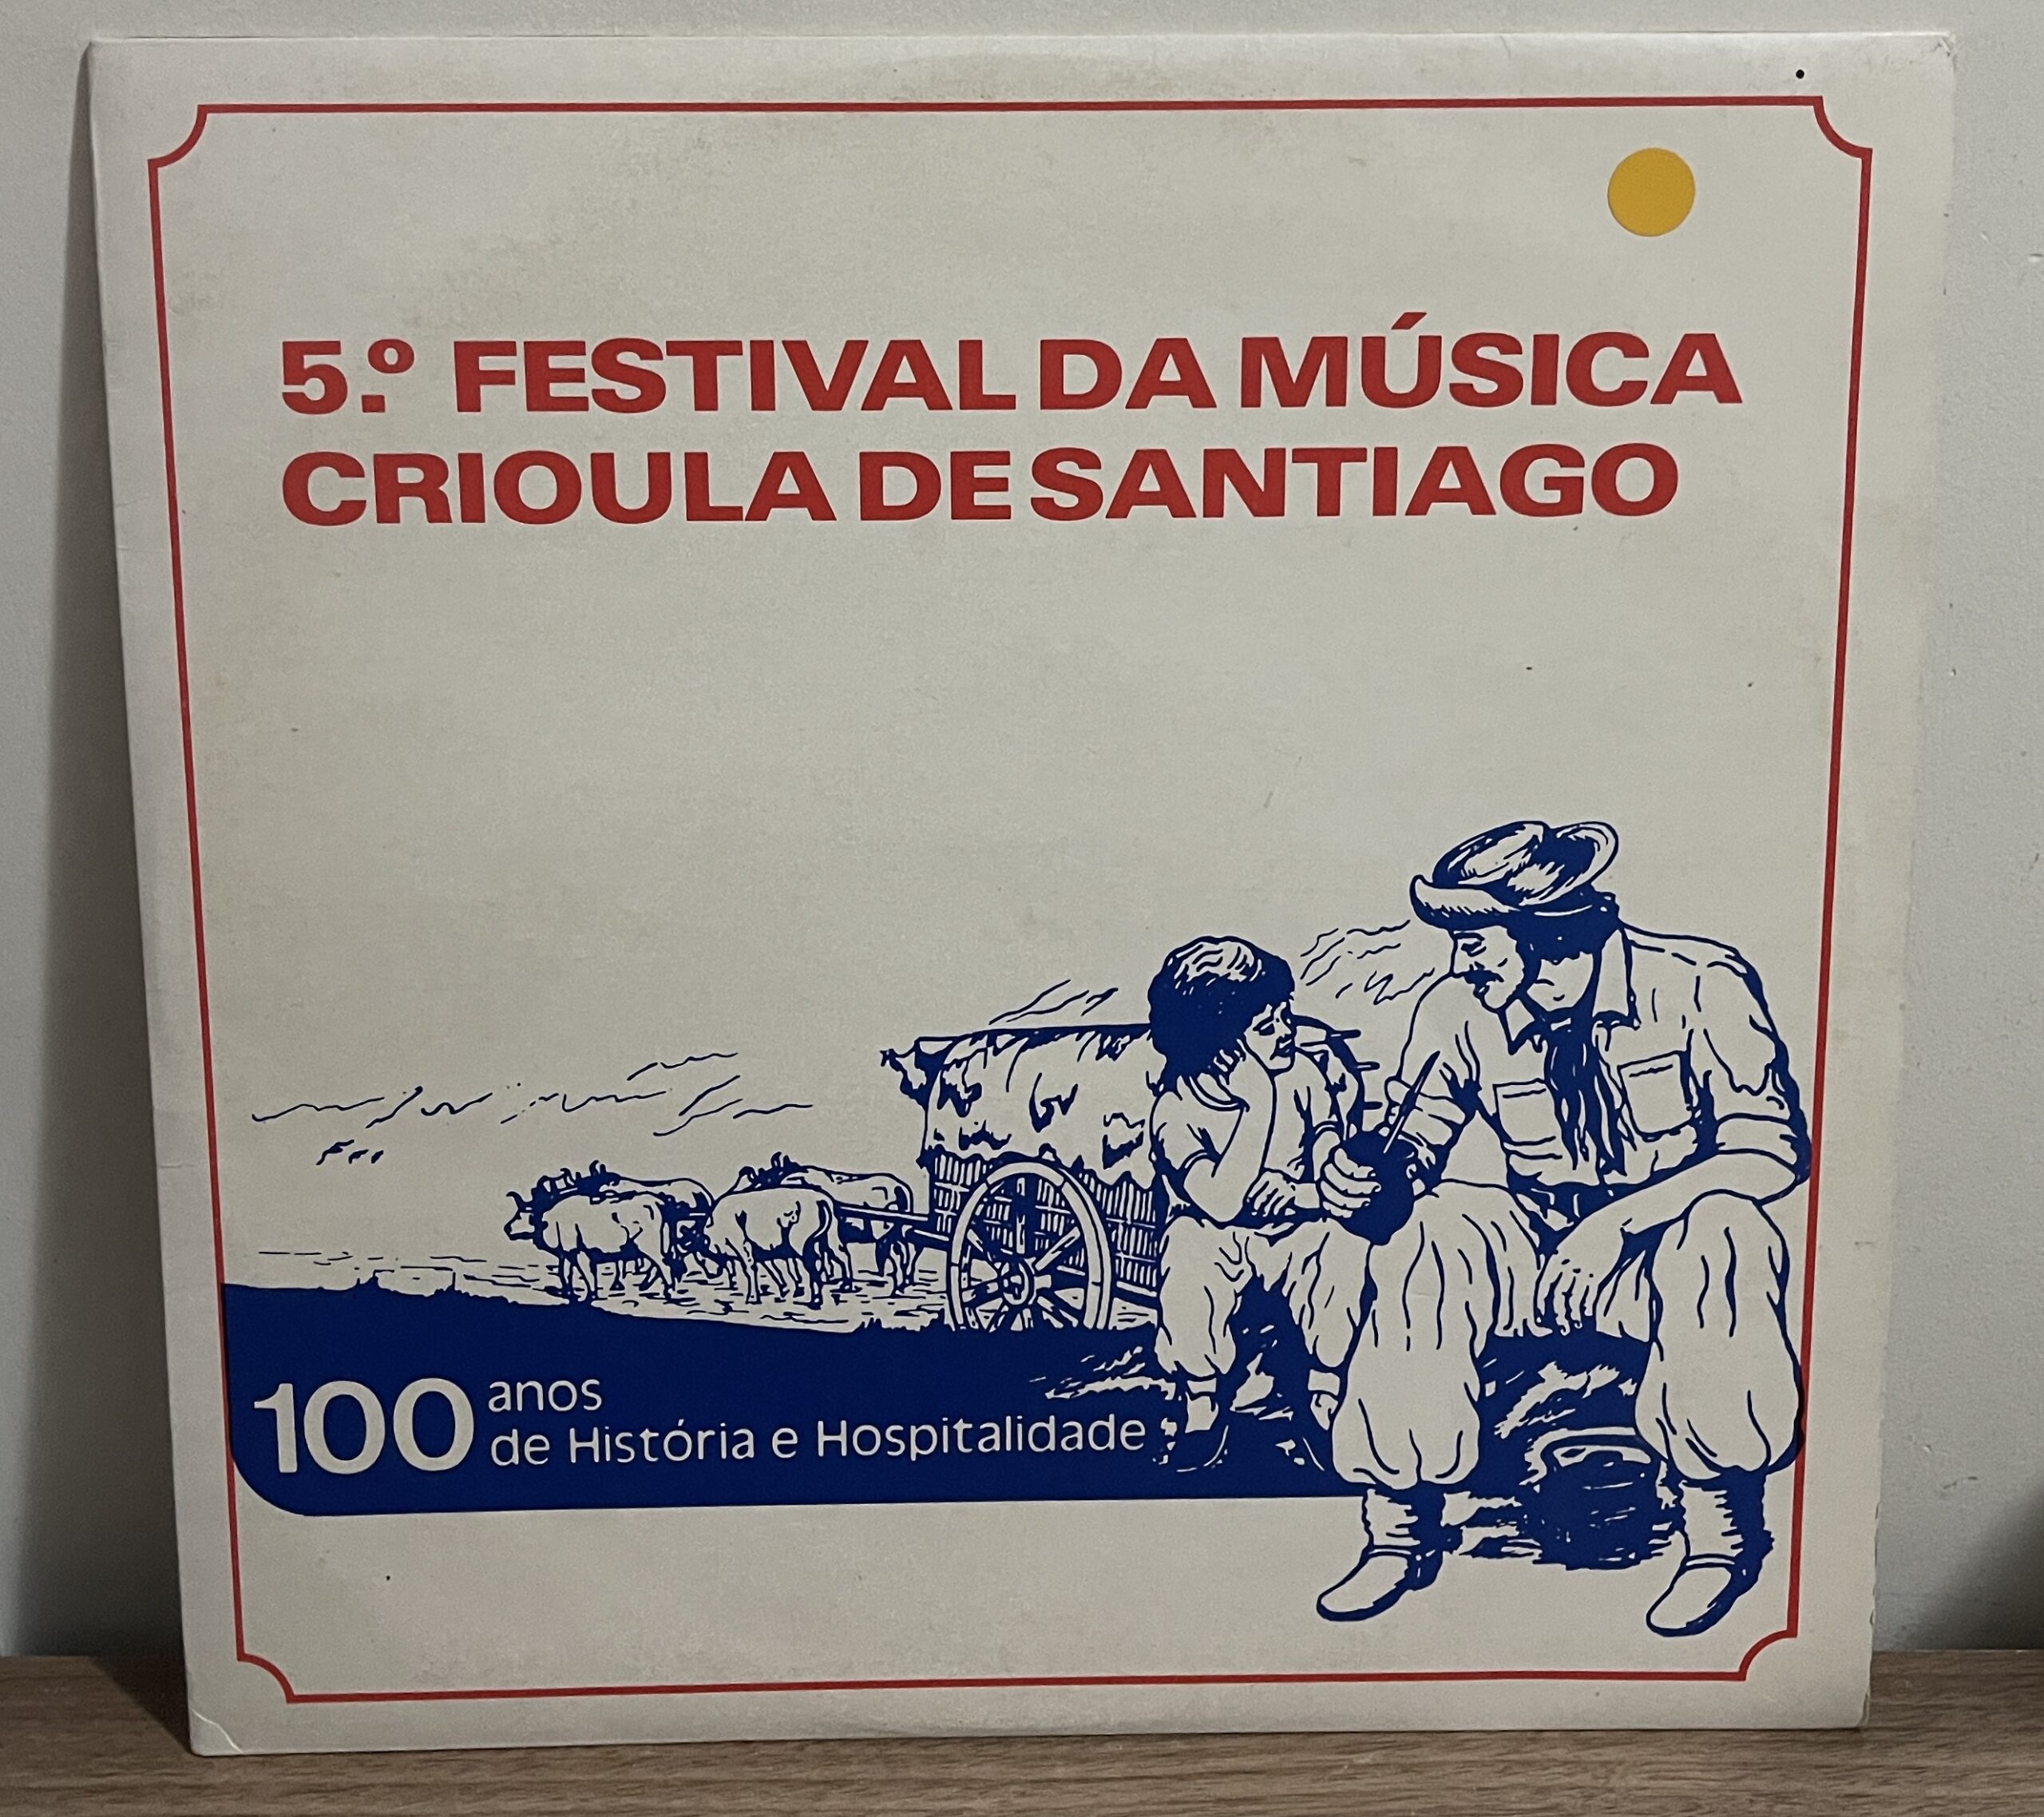 5.º FESTIVAL DA MÚSICA
CRIOULA DE SANTIAGO
100 anos
de História e Hospitalidade